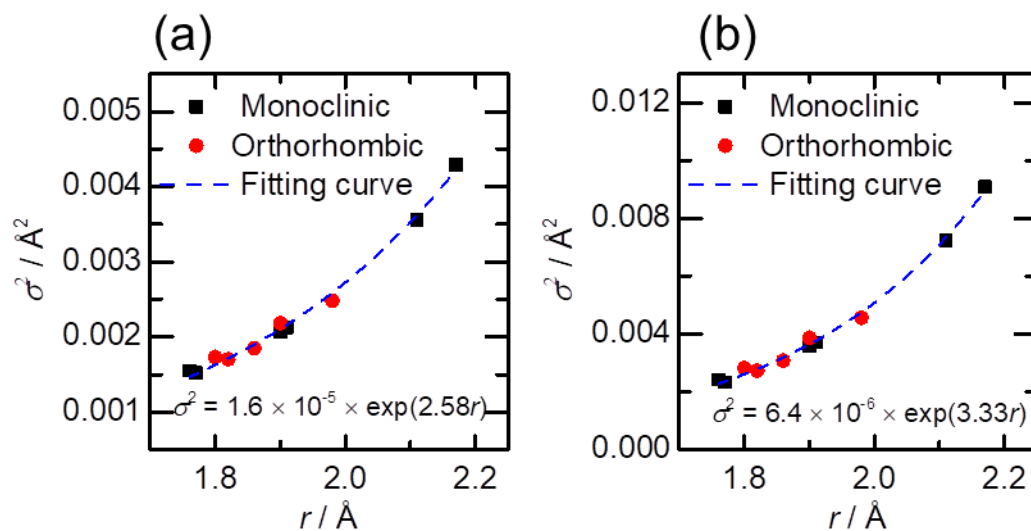 (a)
0.005
0.004
0.003
0.002
0.001
σ² / Å²
Monoclinic
Orthorhombic
Fitting curve
σ² = 1.6 × 10⁻⁵ × exp(2.58r)
1.8 2.0 2.2
r / Å
(b)
0.012
0.008
0.004
0.000
σ² / Å²
Monoclinic
Orthorhombic
Fitting curve
σ² = 6.4 × 10⁻⁶ × exp(3.33r)
1.8 2.0 2.2
r / Å